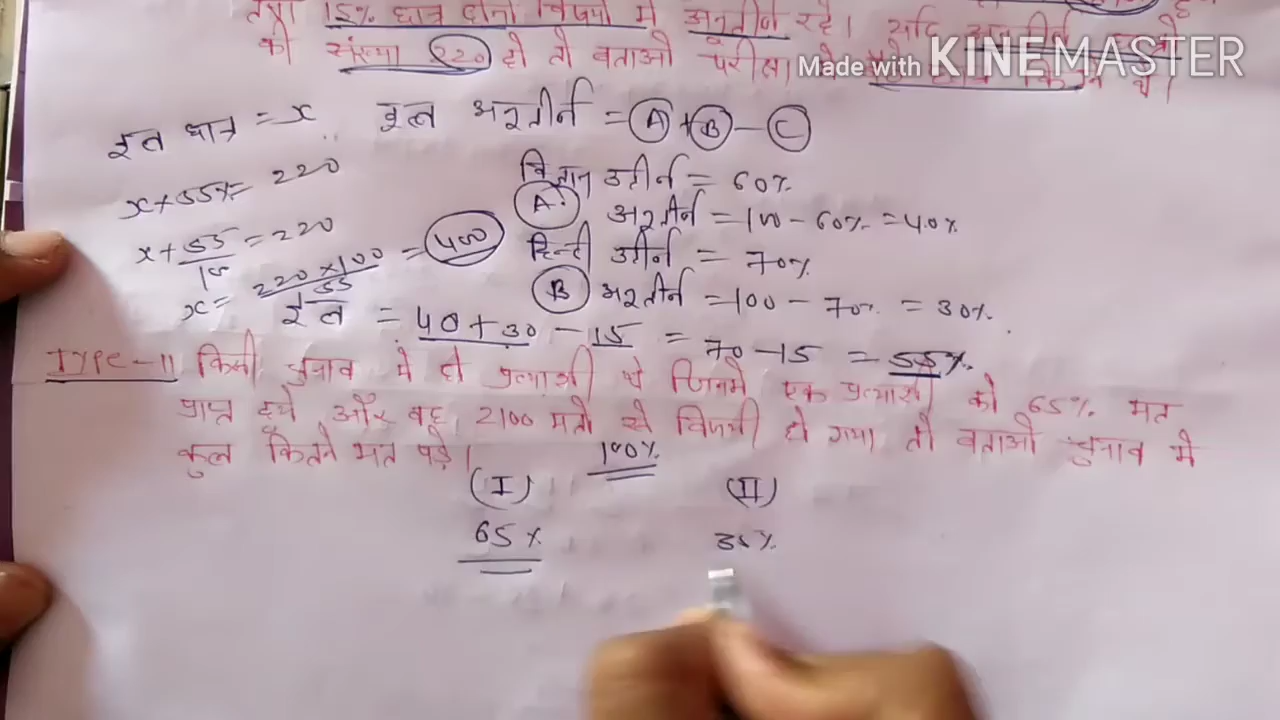 तथा 15% छात्र दोनो विषयो मे अनुत्तीर्न रहे। यदि
की संख्या 220 हो तो बताओ परीक्षा थे।
Made with KINEMASTER
कुल छात्र = x
x × 55% = 220
x × 55/100 = 220
x = 220 × 100/55 = 400
कुल अनुत्तीर्न = A + B - C
विज्ञान उत्तीर्न = 60%
A अनुत्तीर्न = 100 - 60% = 40%
हिन्दी उत्तीर्न = 70%
B अनुत्तीर्न = 100 - 70% = 30%
कुल = 40 + 30 - 15 = 70 - 15 = 55%
Type-11 किसी चुनाव मे दो प्रत्याशी थे जिनमे एक प्रत्याशी को 65% मत
प्राप्त हुये और वह 2100 मतो से विजयी हो गया तो बताओ चुनाव मे
कुल कितने मत पड़े।
100%
(I) (II)
65% 35%